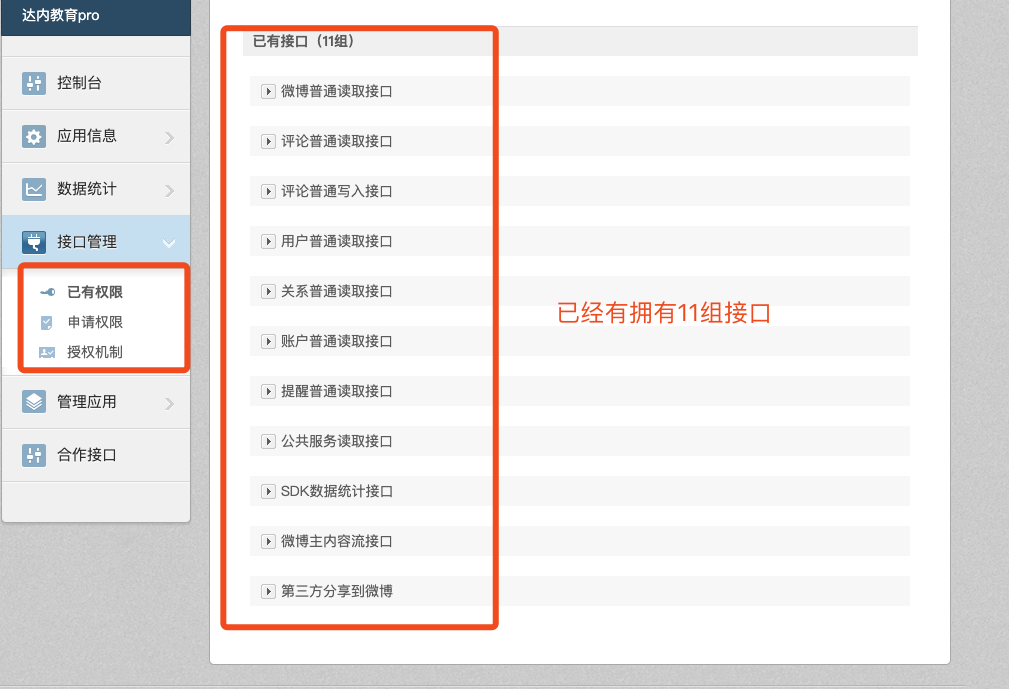 达内教育pro
控制台
应用信息
数据统计
接口管理
已有权限
申请权限
授权机制
管理应用
合作接口
已有接口（11组）
微博普通读取接口
评论普通读取接口
评论普通写入接口
用户普通读取接口
关系普通读取接口
账户普通读取接口
提醒普通读取接口
公共服务读取接口
SDK数据统计接口
微博主内容流接口
第三方分享到微博
已经有拥有11组接口